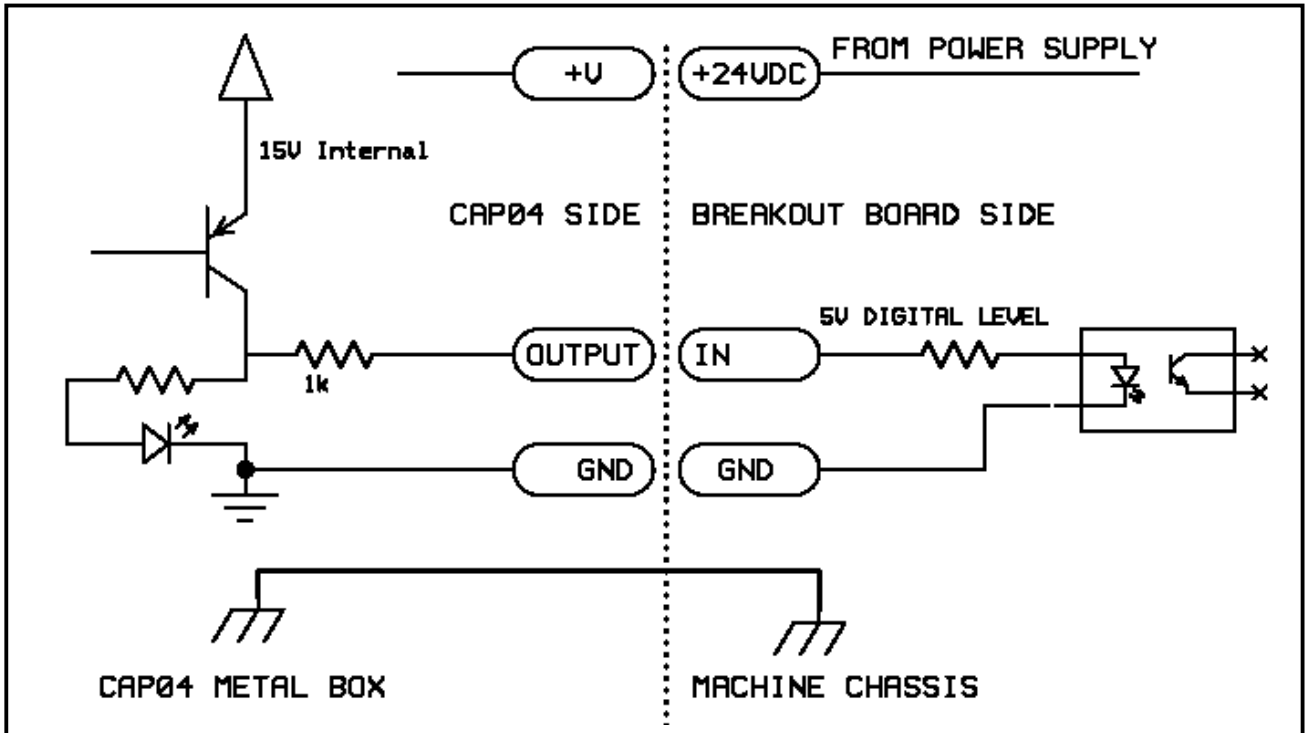 FROM POWER SUPPLY
+V
+24VDC
15V Internal
CAP04 SIDE
BREAKOUT BOARD SIDE
5V DIGITAL LEVEL
OUTPUT
IN
1k
GND
GND
CAP04 METAL BOX
MACHINE CHASSIS